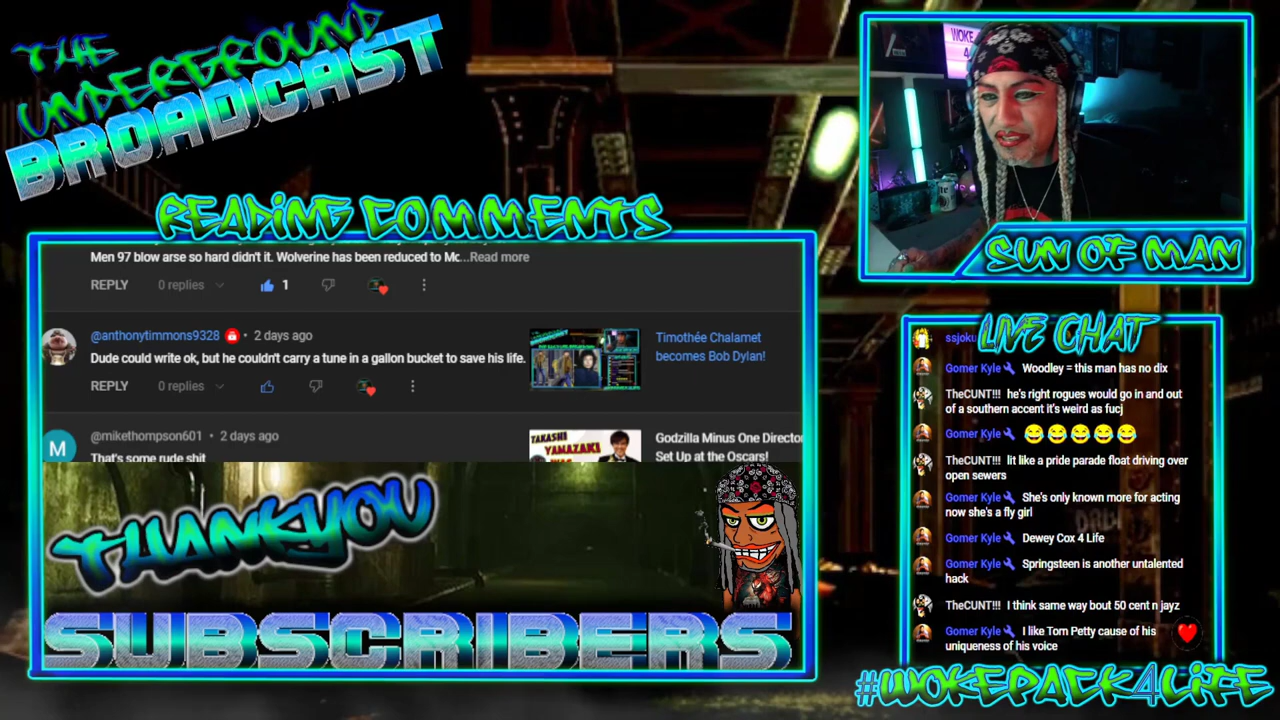 THE
UNDERGROUND
BROADCAST
READING COMMENTS
Men 97 blow arse so hard didn't it. Wolverine has been reduced to Mc...Read more
REPLY 0 replies 1
@anthonytimmons9328 • 2 days ago
Dude could write ok, but he couldn't carry a tune in a gallon bucket to save his life.
REPLY 0 replies
Timothée Chalamet
becomes Bob Dylan!
M
@mikethompson601 • 2 days ago
That's some rude shit
TAKASHI
YAMAZAKI
WAS
Godzilla Minus One Director
Set Up at the Oscars!
THANKYOU
SUBSCRIBERS
WOKE
4
SUN OF MAN
LIVE CHAT
ssjoku
Gomer Kyle Woodley = this man has no dix
TheCUNT!!! he's right rogues would go in and out
of a southern accent it's weird as fucj
Gomer Kyle 😂😂😂😂😂
TheCUNT!!! lit like a pride parade float driving over
open sewers
Gomer Kyle She's only known more for acting
now she's a fly girl
Gomer Kyle Dewey Cox 4 Life
Gomer Kyle Springsteen is another untalented
hack
TheCUNT!!! I think same way bout 50 cent n jayz
Gomer Kyle I like Tom Petty cause of his
uniqueness of his voice
#WOKEPACK4LIFE